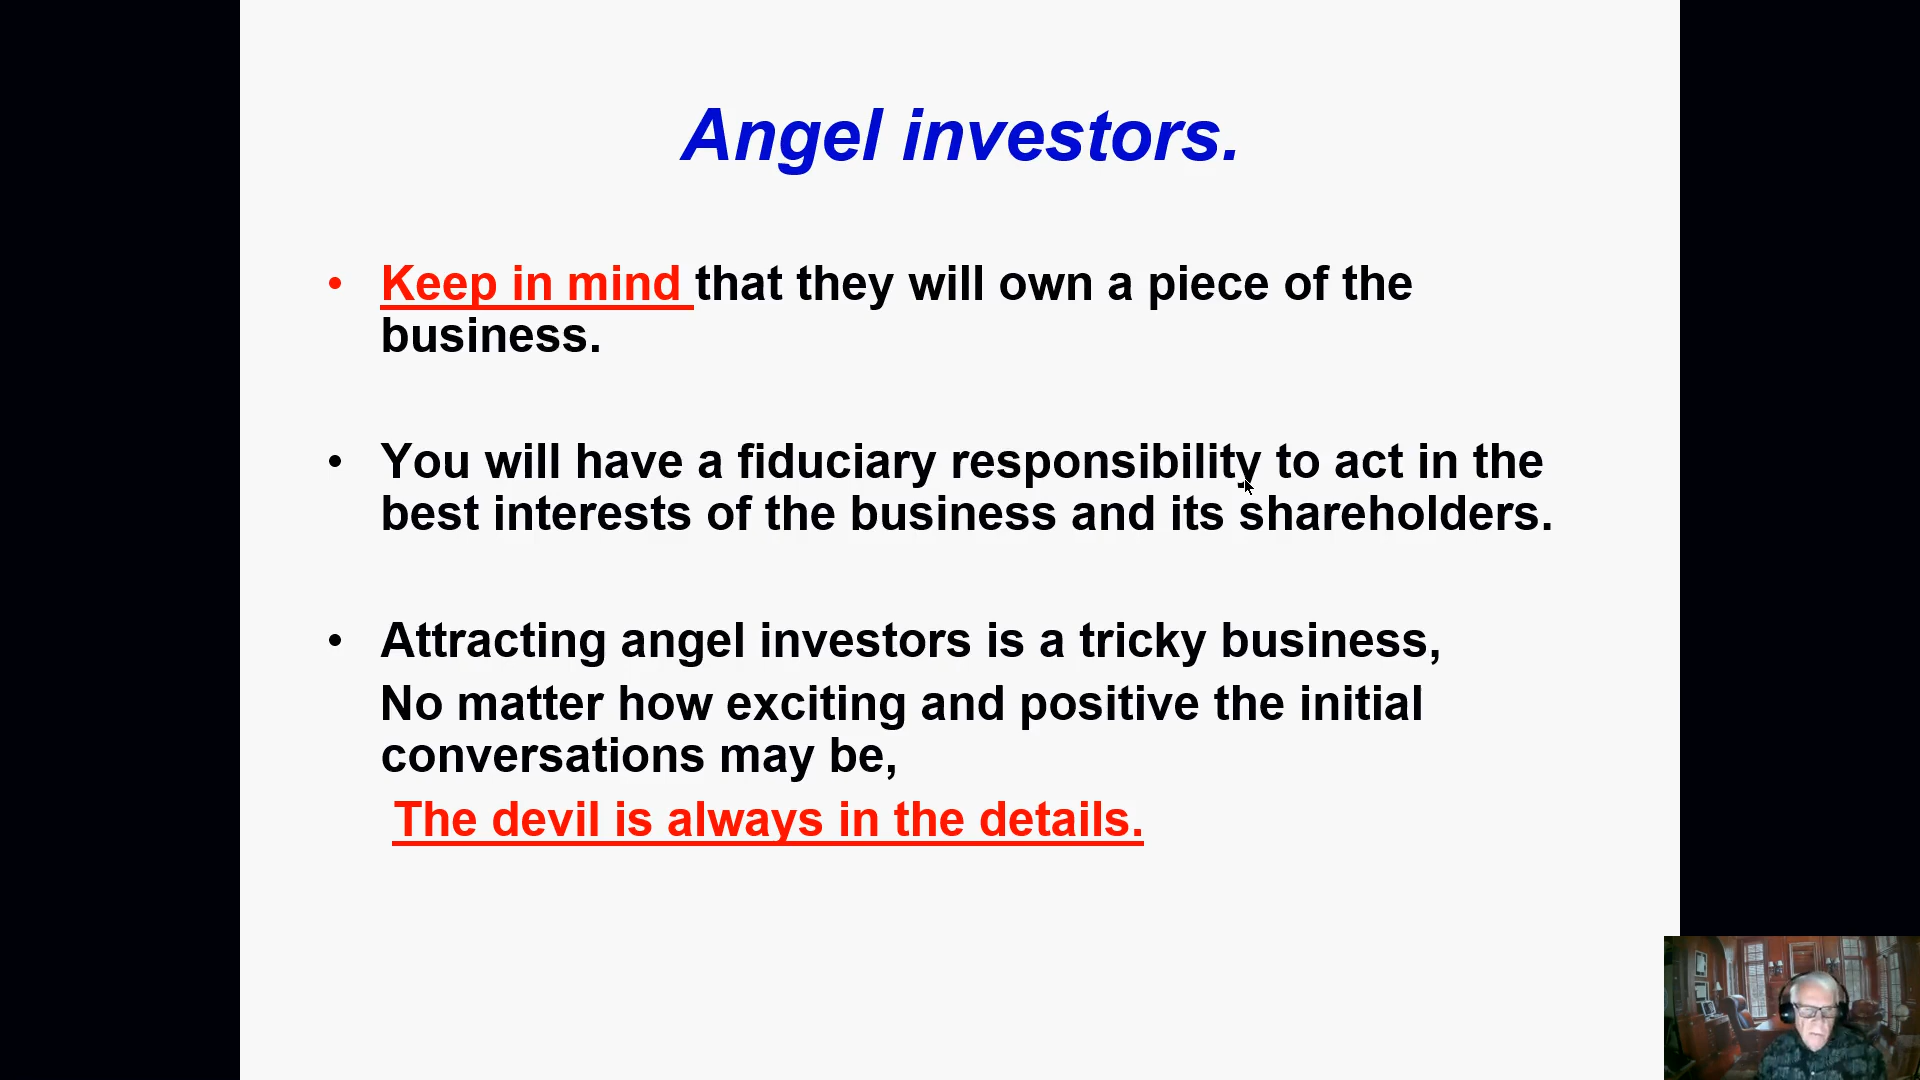 Angel investors.
• Keep in mind that they will own a piece of the
business.
• You will have a fiduciary responsibility to act in the
best interests of the business and its shareholders.
• Attracting angel investors is a tricky business,
No matter how exciting and positive the initial
conversations may be,
The devil is always in the details.